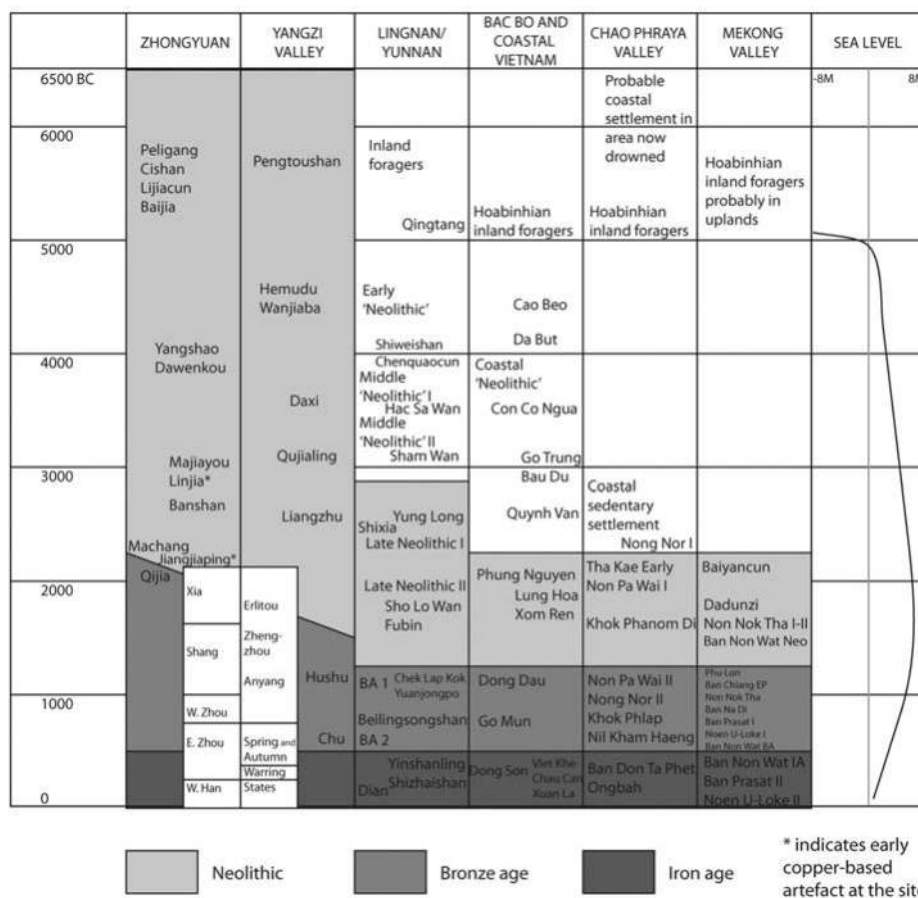 ZHONGYUAN
YANGZI
VALLEY
LINGNAN/
YUNNAN
BAC BO AND
COASTAL
VIETNAM
CHAO PHRAYA
VALLEY
MEKONG
VALLEY
SEA LEVEL
6500 BC
6000
5000
4000
3000
2000
1000
0
Peligang
Cishan
Lijiacun
Baijia
Yangshao
Dawenkou
Majiayou
Linjia*
Banshan
Machang
Jiangjiaping*
Qijia
Xia
Shang
W. Zhou
E. Zhou
W. Han
Pengtoushan
Hemudu
Wanjiaba
Daxi
Qujialing
Liangzhu
Erlitou
Zheng-
zhou
Anyang
Spring and
Autumn
Warring
States
Hushu
Chu
Inland
foragers
Qingtang
Early
'Neolithic'
Shiweishan
Chenquaocun
Middle
'Neolithic' I
Hac Sa Wan
Middle
'Neolithic' II
Sham Wan
Yung Long
Shixia
Late Neolithic I
Late Neolithic II
Sho Lo Wan
Fubin
BA 1 Chek Lap Kok
Yuanjongpo
Beilingsongshan
BA 2
Yinshanling
Dian Shizhaishan
Hoabinhian
inland foragers
Cao Beo
Da But
Coastal
'Neolithic'
Con Co Ngua
Go Trung
Bau Du
Quynh Van
Phung Nguyen
Lung Hoa
Xom Ren
Dong Dau
Go Mun
Dong Son Viet Khe
Chau Can
Xuan La
Probable
coastal
settlement in
area now
drowned
Hoabinhian
inland foragers
Coastal
sedentary
settlement
Nong Nor I
Tha Kae Early
Non Pa Wai I
Khok Phanom Di
Non Pa Wai II
Nong Nor II
Khok Phlap
Nil Kham Haeng
Ban Don Ta Phet
Ongbah
Hoabinhian
inland foragers
probably in
uplands
Baiyancun
Dadunzi
Non Nok Tha I-II
Ban Non Wat Neo
Phu Lon
Ban Chiang EP
Non Nok Tha
Ban Na Di
Ban Prasat I
Noen U-Loke I
Ban Non Wat BA
Ban Non Wat IA
Ban Prasat II
Noen U-Loke II
-8M
8M
Neolithic
Bronze age
Iron age
* indicates early
copper-based
artefact at the site